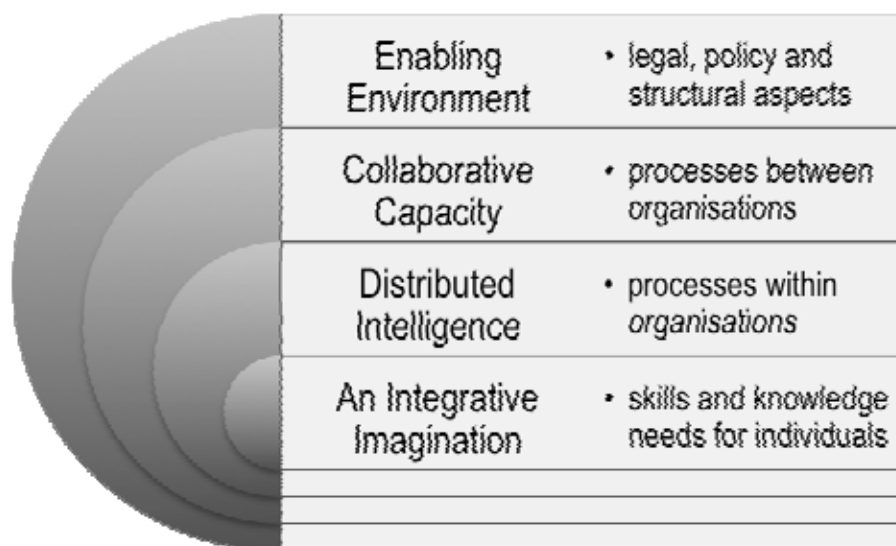 Enabling
Environment
• legal, policy and
structural aspects
Collaborative
Capacity
• processes between
organisations
Distributed
Intelligence
• processes within
organisations
An Integrative
Imagination
• skills and knowledge
needs for individuals